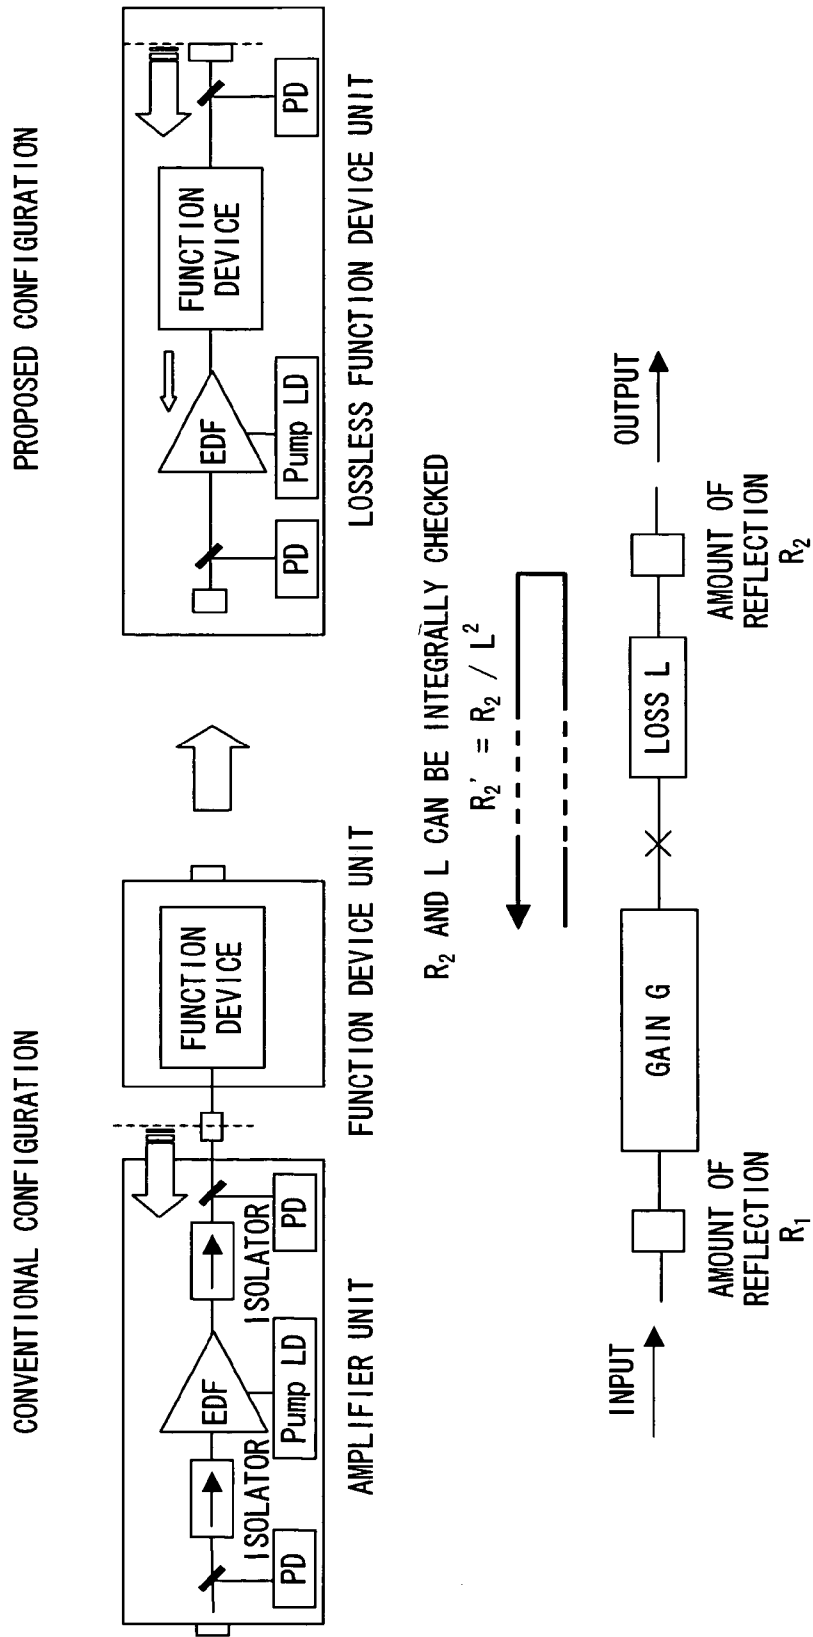 CONVENTIONAL CONFIGURATION
PROPOSED CONFIGURATION
ISOLATOR
EDF
ISOLATOR
PD
Pump LD
PD
AMPLIFIER UNIT
FUNCTION
DEVICE
FUNCTION DEVICE UNIT
EDF
FUNCTION
DEVICE
PD
Pump LD
PD
LOSSLESS FUNCTION DEVICE UNIT
R₂ AND L CAN BE INTEGRALLY CHECKED
R₂' = R₂ / L²
INPUT
GAIN G
LOSS L
OUTPUT
AMOUNT OF
REFLECTION
R₁
AMOUNT OF
REFLECTION
R₂